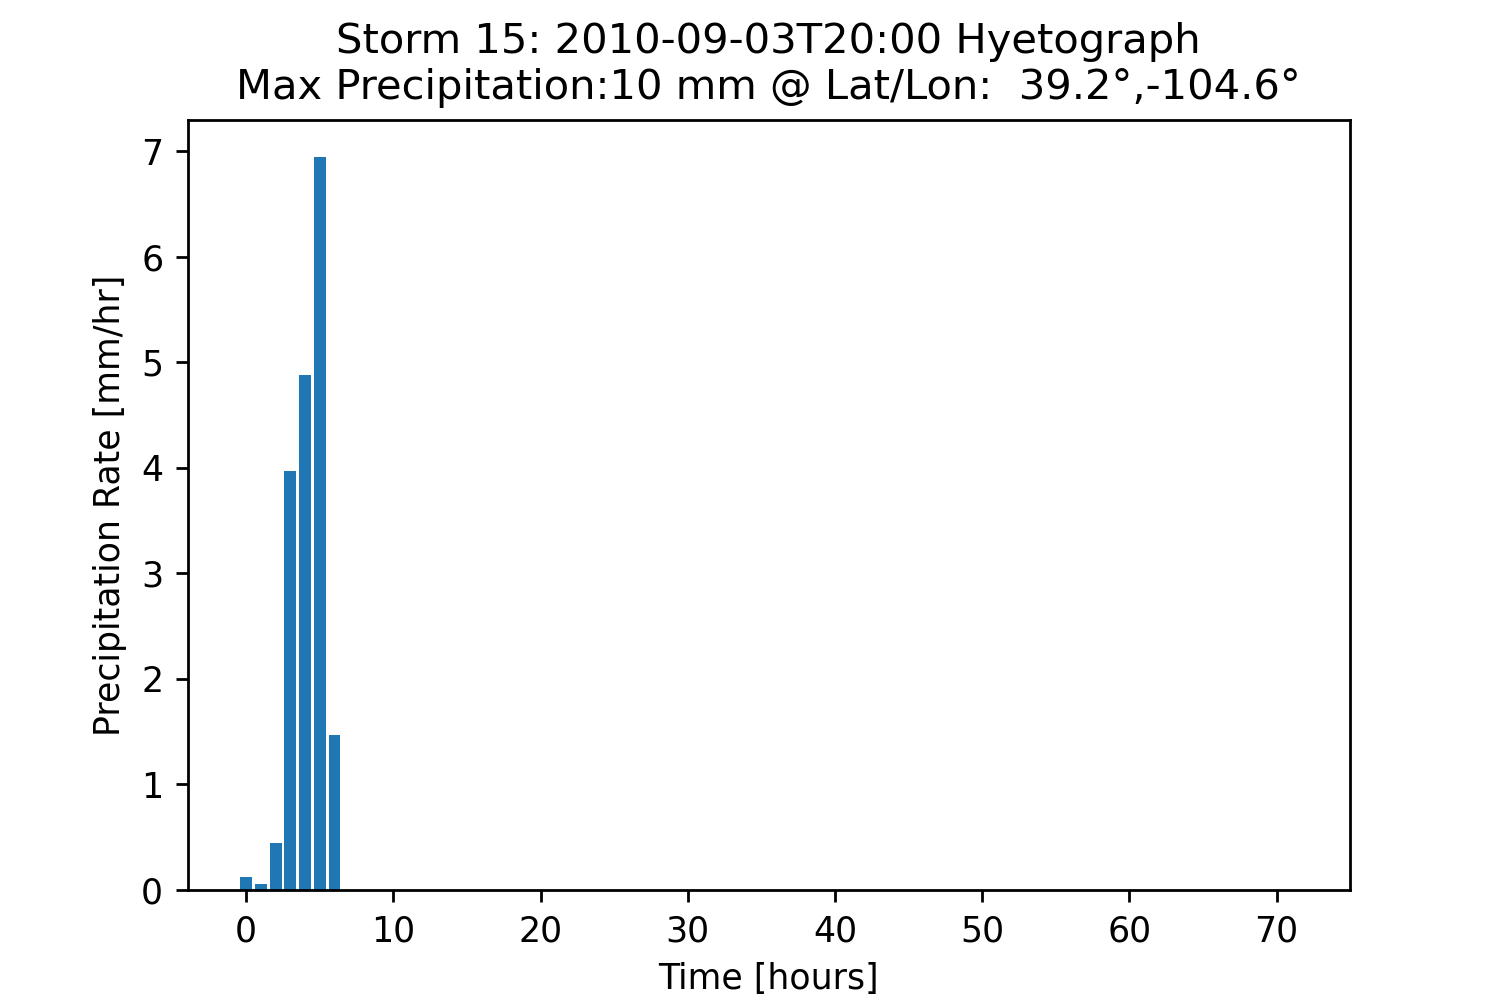 Storm 15: 2010-09-03T20:00 Hyetograph
Max Precipitation:10 mm @ Lat/Lon:  39.2°,-104.6°
7
6
5
4
3
2
1
0
Precipitation Rate [mm/hr]
0 10 20 30 40 50 60 70
Time [hours]